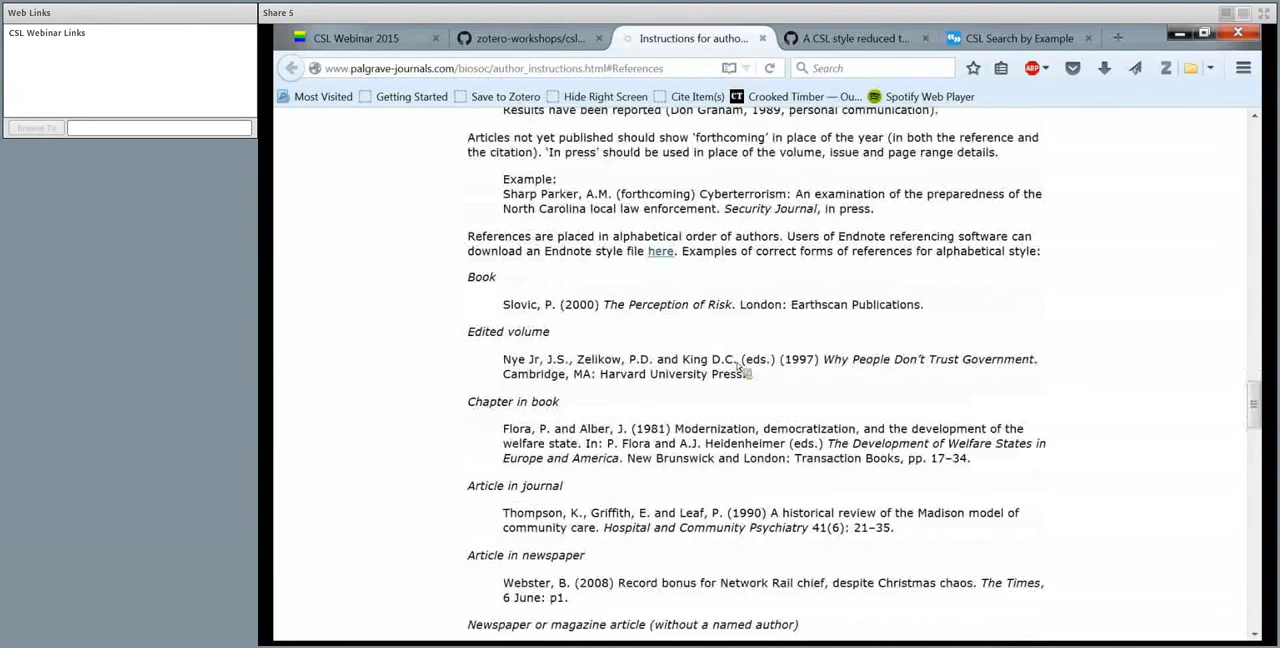 Web Links
CSL Webinar Links
Browse To
Share 5
CSL Webinar 2015
zotero-workshops/csl...
Instructions for autho...
A CSL style reduced t...
CSL Search by Example
www.palgrave-journals.com/biosoc/author_instructions.html#References
Search
ABP
Z
Most Visited
Getting Started
Save to Zotero
Hide Right Screen
Cite Item(s)
CT Crooked Timber — Ou...
Spotify Web Player
Results have been reported (Don Graham, 1989, personal communication).
Articles not yet published should show ‘forthcoming’ in place of the year (in both the reference and
the citation). ‘In press’ should be used in place of the volume, issue and page range details.
Example:
Sharp Parker, A.M. (forthcoming) Cyberterrorism: An examination of the preparedness of the
North Carolina local law enforcement. Security Journal, in press.
References are placed in alphabetical order of authors. Users of Endnote referencing software can
download an Endnote style file here. Examples of correct forms of references for alphabetical style:
Book
Slovic, P. (2000) The Perception of Risk. London: Earthscan Publications.
Edited volume
Nye Jr, J.S., Zelikow, P.D. and King D.C. (eds.) (1997) Why People Don’t Trust Government.
Cambridge, MA: Harvard University Press.
Chapter in book
Flora, P. and Alber, J. (1981) Modernization, democratization, and the development of the
welfare state. In: P. Flora and A.J. Heidenheimer (eds.) The Development of Welfare States in
Europe and America. New Brunswick and London: Transaction Books, pp. 17–34.
Article in journal
Thompson, K., Griffith, E. and Leaf, P. (1990) A historical review of the Madison model of
community care. Hospital and Community Psychiatry 41(6): 21–35.
Article in newspaper
Webster, B. (2008) Record bonus for Network Rail chief, despite Christmas chaos. The Times,
6 June: p1.
Newspaper or magazine article (without a named author)